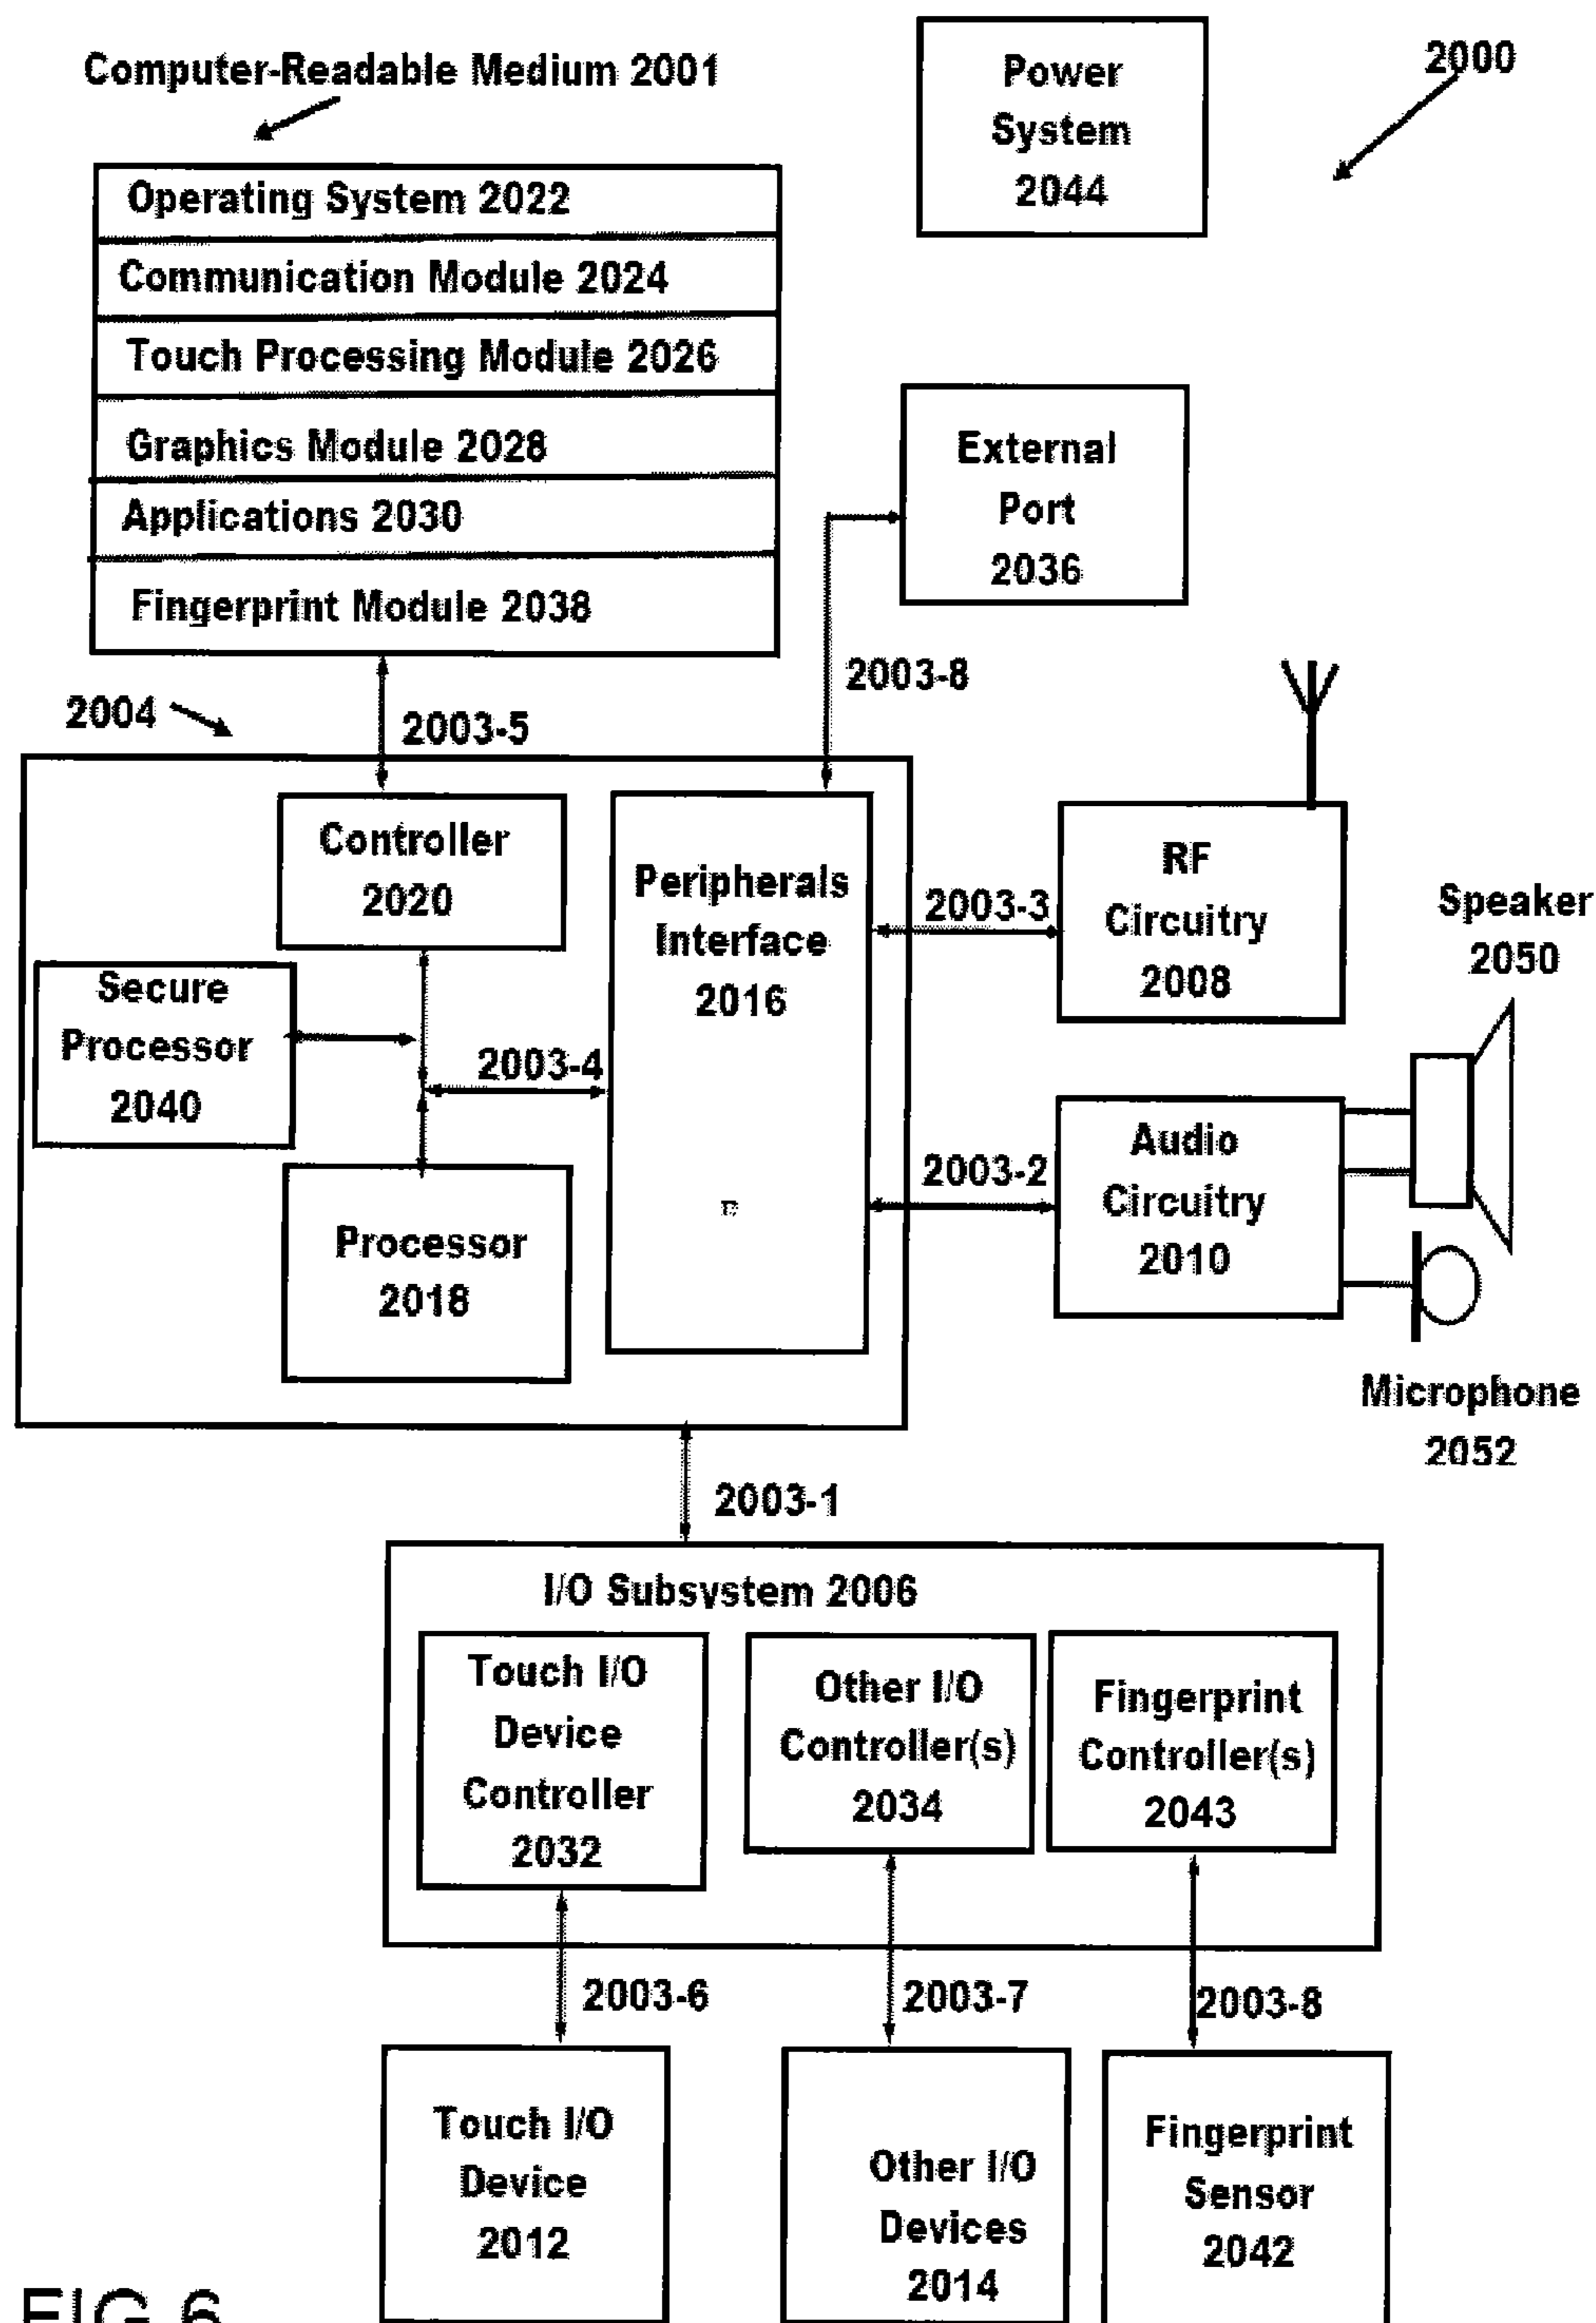 Computer-Readable Medium 2001
Power
System
2044
2000
Operating System 2022
Communication Module 2024
Touch Processing Module 2026
Graphics Module 2028
Applications 2030
Fingerprint Module 2038
External
Port
2036
2003-8
2004
2003-5
Controller
2020
Peripherals
Interface
2016
2003-3
RF
Circuitry
2008
Speaker
2050
Secure
Processor
2040
2003-4
Processor
2018
2003-2
Audio
Circuitry
2010
Microphone
2052
2003-1
I/O Subsystem 2006
Touch I/O
Device
Controller
2032
Other I/O
Controller(s)
2034
Fingerprint
Controller(s)
2043
2003-6
2003-7
2003-8
Touch I/O
Device
2012
Other I/O
Devices
2014
Fingerprint
Sensor
2042
FIG 6